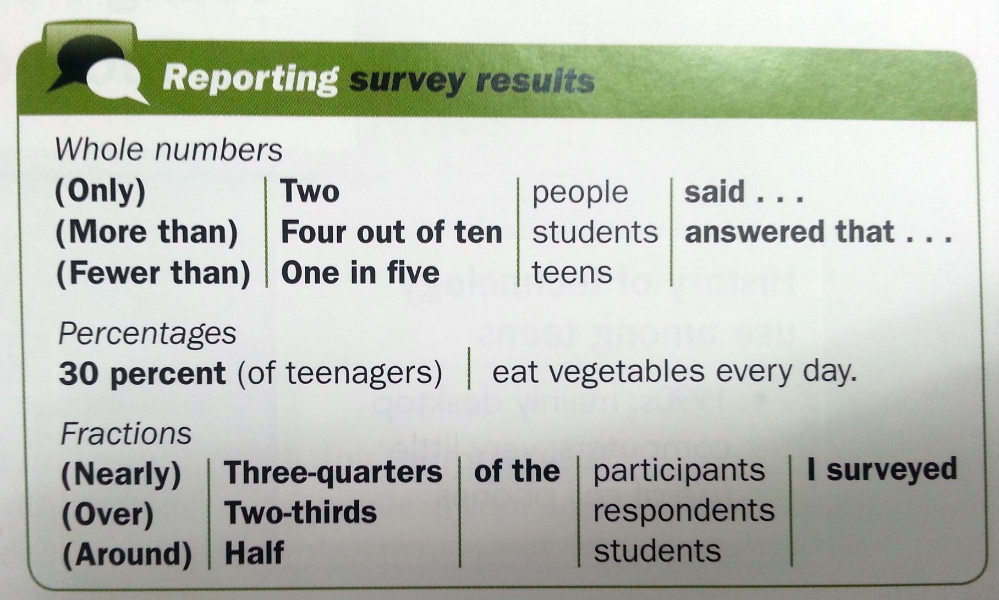 Reporting survey results
Whole numbers
(Only) Two people said . . .
(More than) Four out of ten students answered that . . .
(Fewer than) One in five teens
Percentages
30 percent (of teenagers) eat vegetables every day.
Fractions
(Nearly) Three-quarters of the participants I surveyed
(Over) Two-thirds respondents
(Around) Half students